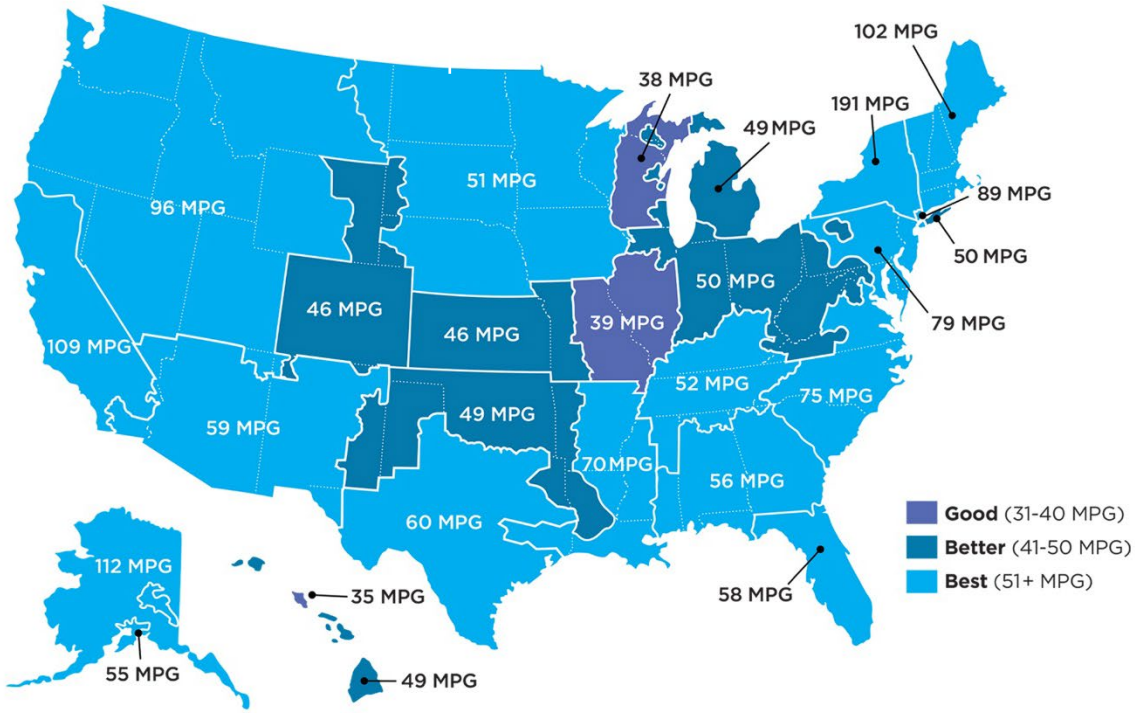 102 MPG
38 MPG
191 MPG
49 MPG
51 MPG
89 MPG
96 MPG
50 MPG
50 MPG
46 MPG
39 MPG
79 MPG
46 MPG
109 MPG
52 MPG
75 MPG
49 MPG
59 MPG
70 MPG
56 MPG
60 MPG
Good (31-40 MPG)
Better (41-50 MPG)
Best (51+ MPG)
112 MPG
35 MPG
58 MPG
55 MPG
49 MPG